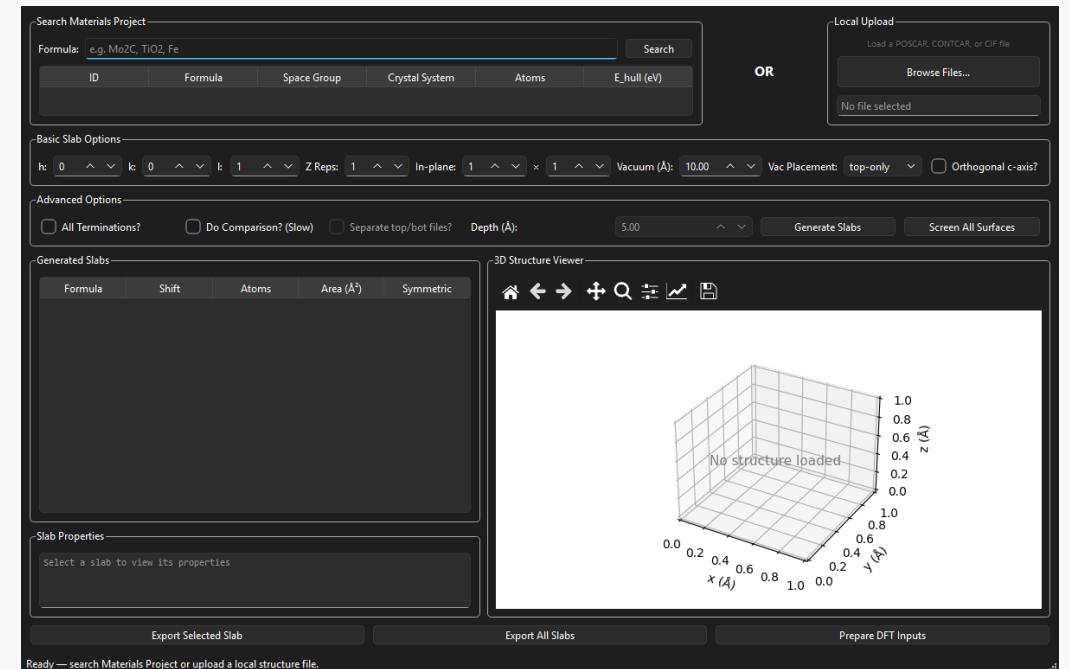 Search Materials Project
Formula: e.g. Mo2C, TiO2, Fe Search
ID Formula Space Group Crystal System Atoms E_hull (eV)
OR
Local Upload
Load a POSCAR, CONTCAR, or CIF file
Browse Files...
No file selected
Basic Slab Options
h: 0 k: 0 l: 1 Z Reps: 1 In-plane: 1 × 1 Vacuum (Å): 10.00 Vac Placement: top-only Orthogonal c-axis?
Advanced Options
All Terminations? Do Comparison? (Slow) Separate top/bot files? Depth (Å): 5.00 Generate Slabs Screen All Surfaces
Generated Slabs
Formula Shift Atoms Area (Å²) Symmetric
Slab Properties
Select a slab to view its properties
3D Structure Viewer
No structure loaded
1.0
0.8
0.6
0.4
0.2
0.0
z (Å)
1.0
0.8
0.6
0.4
0.2
0.0
y (Å)
0.0 0.2 0.4 0.6 0.8 1.0
x (Å)
Export Selected Slab Export All Slabs Prepare DFT Inputs
Ready — search Materials Project or upload a local structure file.